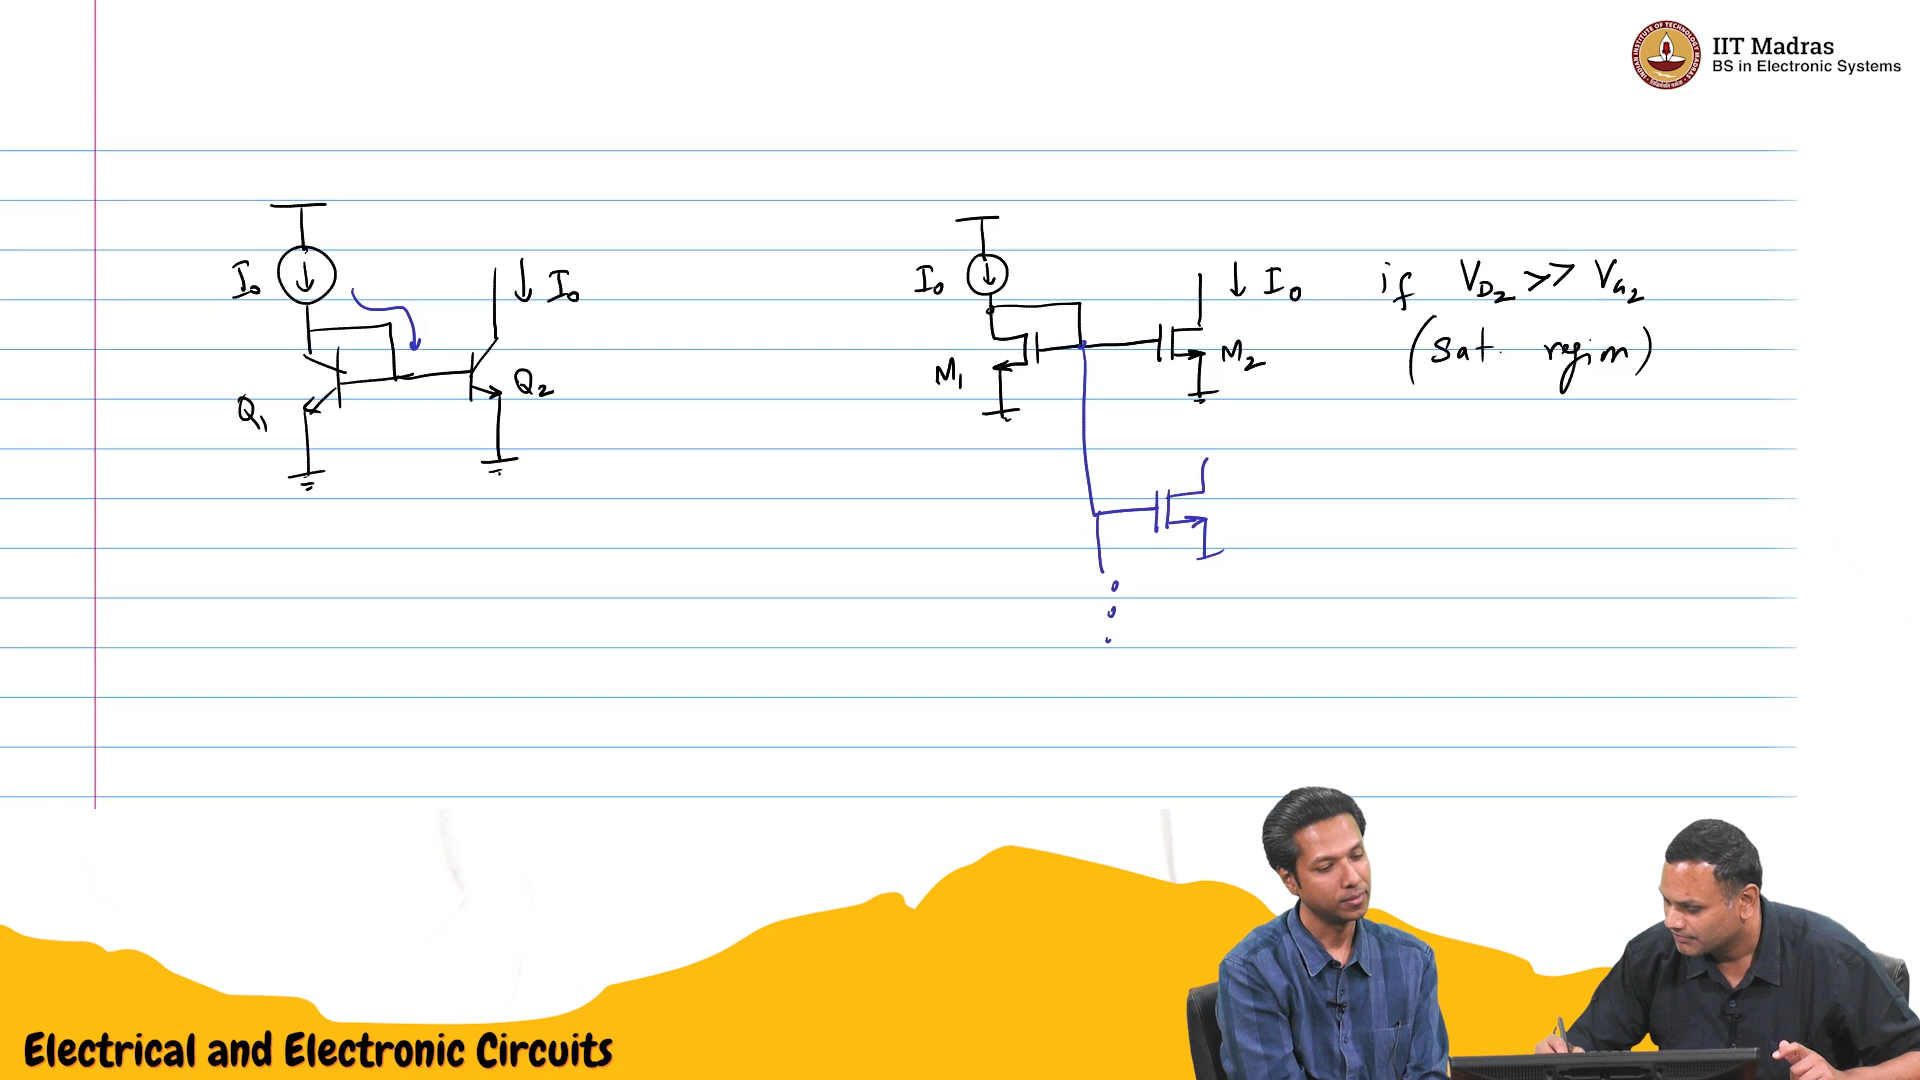 IIT Madras
BS in Electronic Systems
I₀ ↓ I₀
Q₁ Q₂
I₀ ↓ I₀ if V_D₂ >> V_G₂
M₁ M₂ (Sat. region)
Electrical and Electronic Circuits